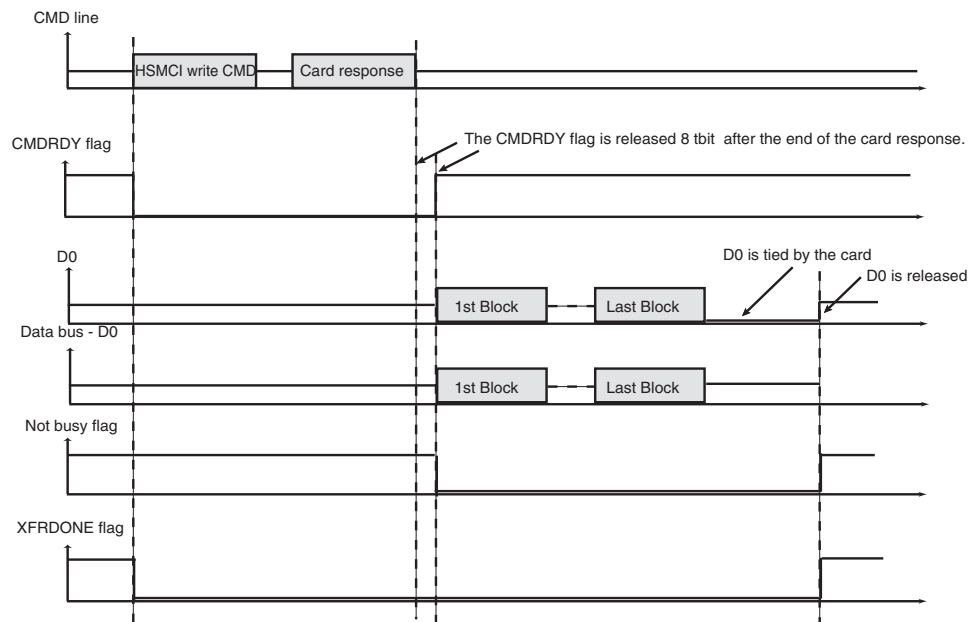 CMD line
HSMCI write CMD
Card response
CMDRDY flag
The CMDRDY flag is released 8 tbit after the end of the card response.
D0
D0 is tied by the card
D0 is released
1st Block
Last Block
Data bus - D0
1st Block
Last Block
Not busy flag
XFRDONE flag